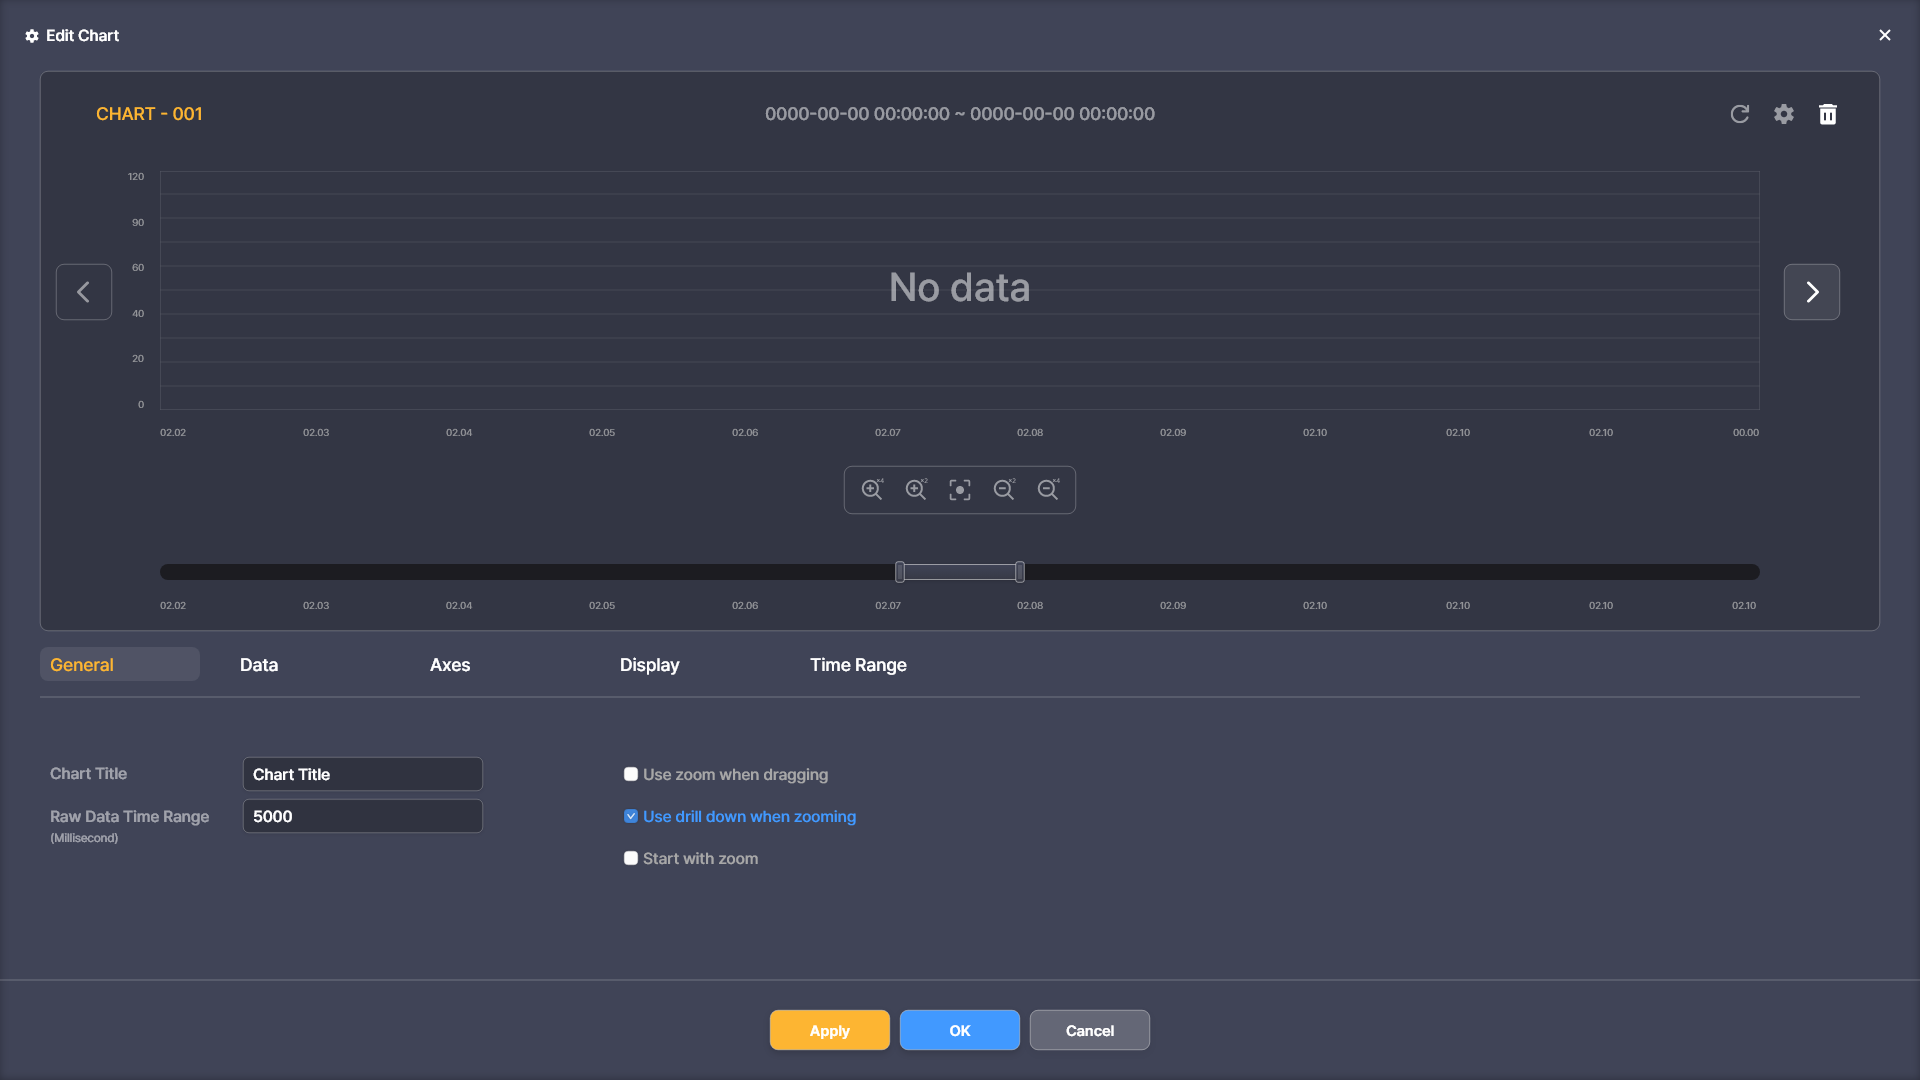 Edit Chart
CHART - 001
0000-00-00 00:00:00 ~ 0000-00-00 00:00:00
120
90
60
40
20
0
No data
02.02 02.03 02.04 02.05 02.06 02.07 02.08 02.09 02.10 02.10 02.10 00.00
x4 x2 x2 x4
02.02 02.03 02.04 02.05 02.06 02.07 02.08 02.09 02.10 02.10 02.10 02.10
General Data Axes Display Time Range
Chart Title Chart Title
Raw Data Time Range 5000
(Millisecond)
Use zoom when dragging
Use drill down when zooming
Start with zoom
Apply OK Cancel